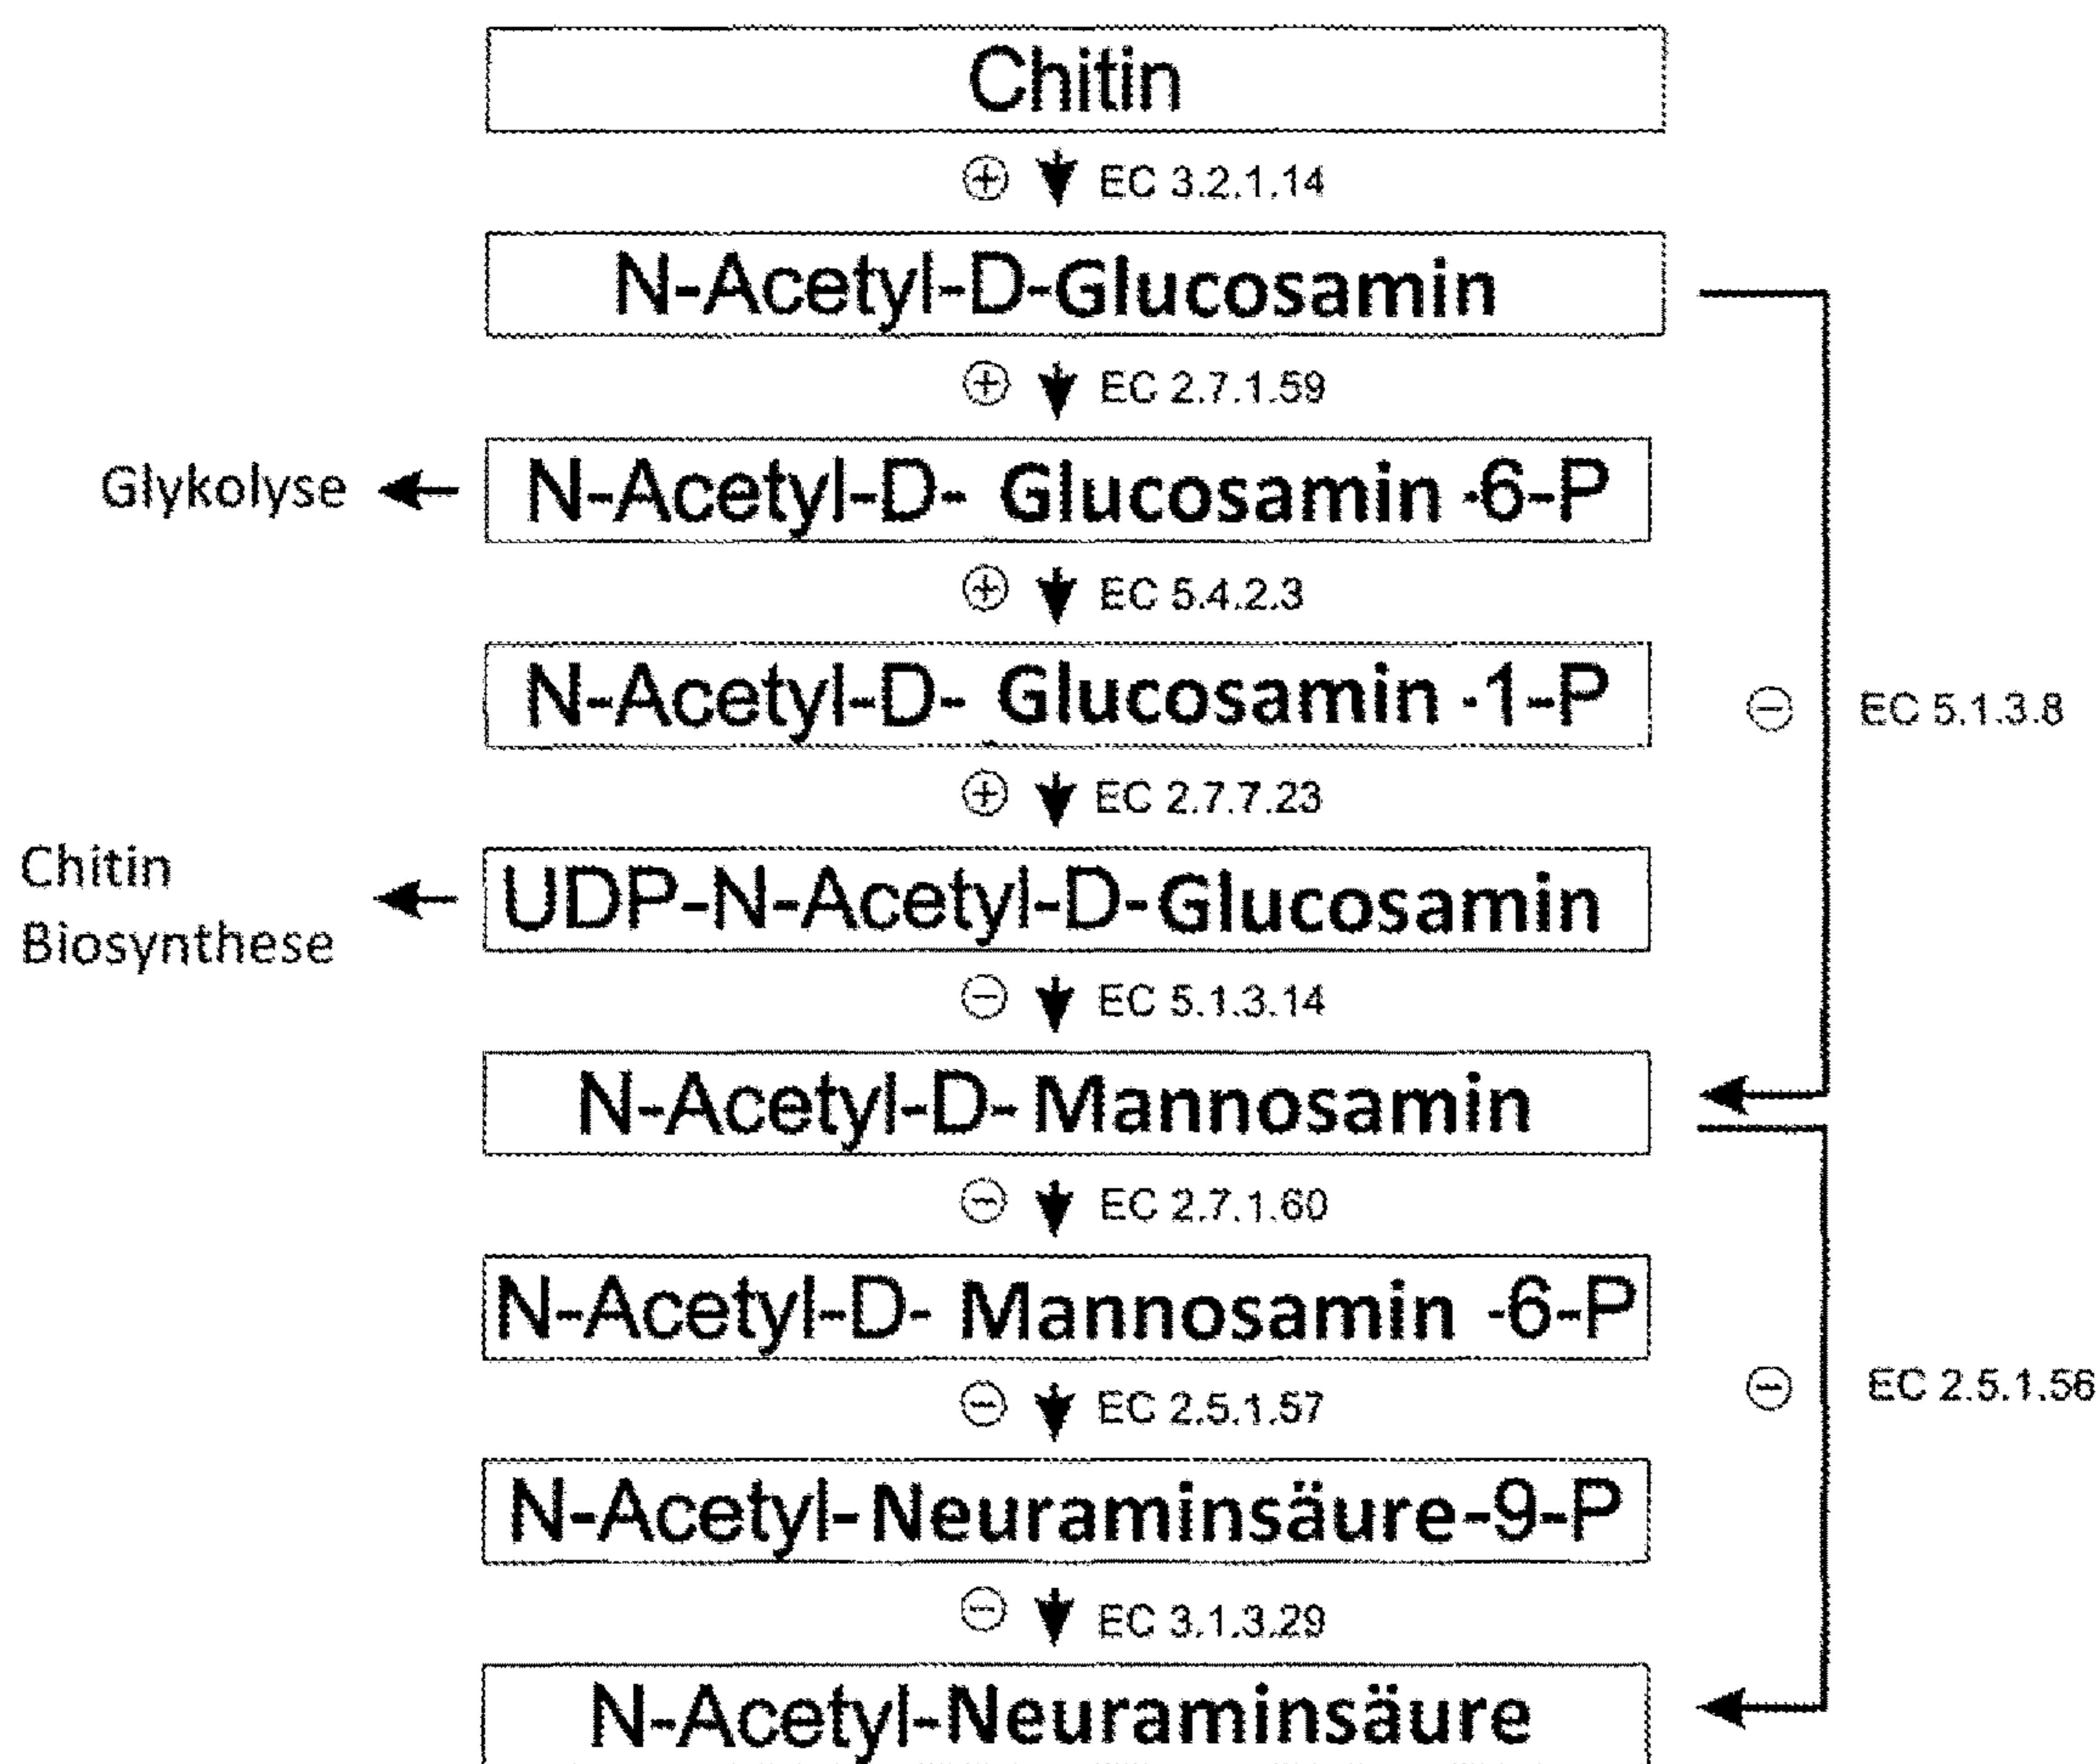 Chitin
⊕ EC 3.2.1.14
N-Acetyl-D-Glucosamin
⊕ EC 2.7.1.59
Glykolyse
N-Acetyl-D- Glucosamin -6-P
⊕ EC 5.4.2.3
N-Acetyl-D- Glucosamin -1-P
⊖ EC 5.1.3.8
⊕ EC 2.7.7.23
Chitin
Biosynthese
UDP-N-Acetyl-D-Glucosamin
⊖ EC 5.1.3.14
N-Acetyl-D-Mannosamin
⊖ EC 2.7.1.60
N-Acetyl-D- Mannosamin -6-P
⊖ EC 2.5.1.56
⊖ EC 2.5.1.57
N-Acetyl-Neuraminsäure-9-P
⊖ EC 3.1.3.29
N-Acetyl-Neuraminsäure